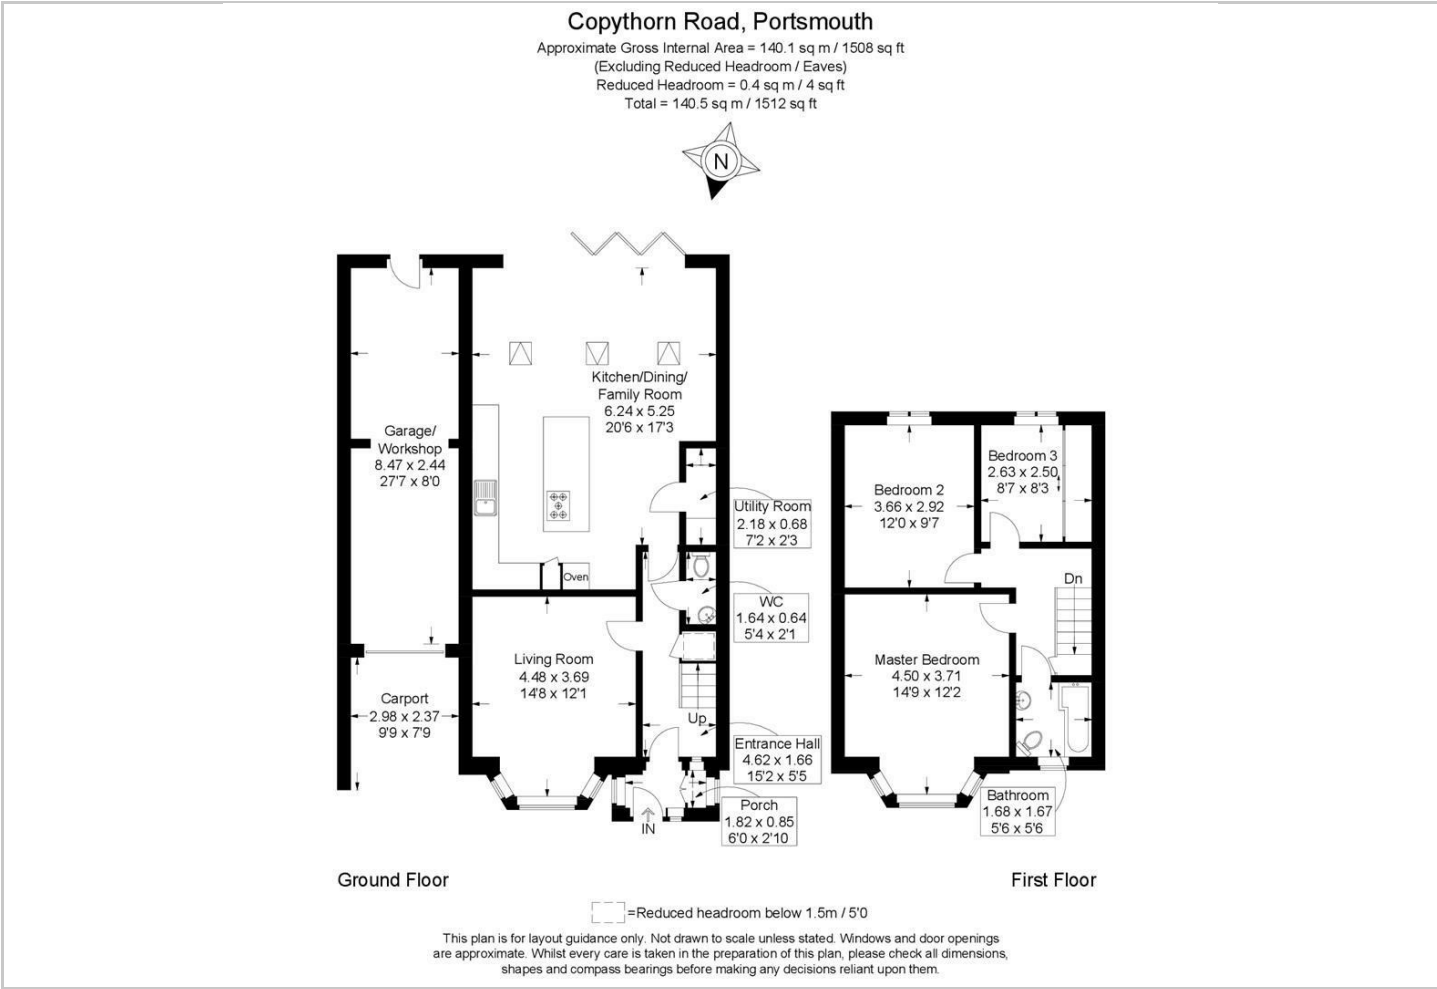 Copythorn Road, Portsmouth
Approximate Gross Internal Area = 140.1 sq m / 1508 sq ft
(Excluding Reduced Headroom / Eaves)
Reduced Headroom = 0.4 sq m / 4 sq ft
Total = 140.5 sq m / 1512 sq ft
N
Kitchen/Dining/
Family Room
6.24 x 5.25
20'6 x 17'3
Garage/
Workshop
8.47 x 2.44
27'7 x 8'0
Utility Room
2.18 x 0.68
7'2 x 2'3
Oven
WC
1.64 x 0.64
5'4 x 2'1
Living Room
4.48 x 3.69
14'8 x 12'1
Carport
2.98 x 2.37
9'9 x 7'9
Up
Entrance Hall
4.62 x 1.66
15'2 x 5'5
Porch
1.82 x 0.85
6'0 x 2'10
IN
Ground Floor
Bedroom 2
3.66 x 2.92
12'0 x 9'7
Bedroom 3
2.63 x 2.50
8'7 x 8'3
Dn
Master Bedroom
4.50 x 3.71
14'9 x 12'2
Bathroom
1.68 x 1.67
5'6 x 5'6
First Floor
=Reduced headroom below 1.5m / 5'0
This plan is for layout guidance only. Not drawn to scale unless stated. Windows and door openings
are approximate. Whilst every care is taken in the preparation of this plan, please check all dimensions,
shapes and compass bearings before making any decisions reliant upon them.